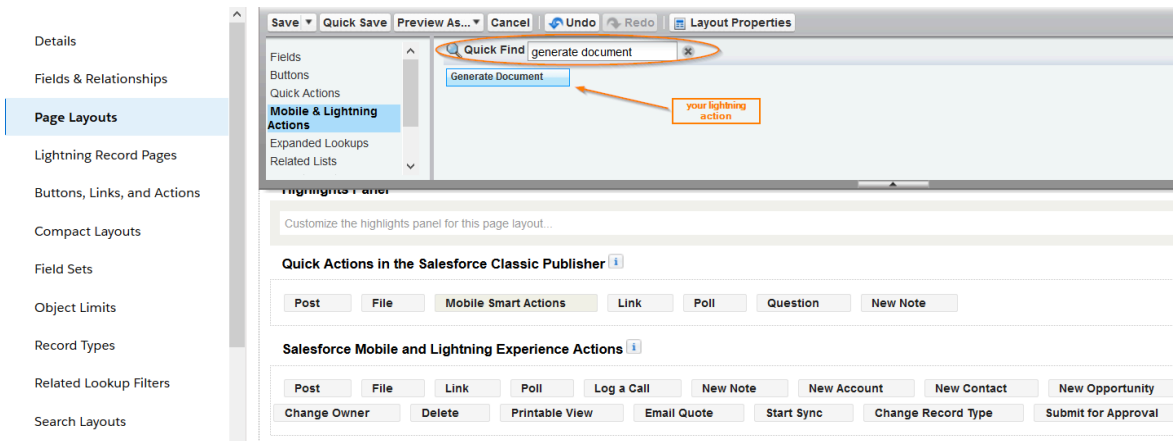 Details
Fields & Relationships
Page Layouts
Lightning Record Pages
Buttons, Links, and Actions
Compact Layouts
Field Sets
Object Limits
Record Types
Related Lookup Filters
Search Layouts
Save Quick Save Preview As... Cancel Undo Redo Layout Properties
Fields
Buttons
Quick Actions
Mobile & Lightning
Actions
Expanded Lookups
Related Lists
Quick Find generate document
Generate Document
your lightning
action
Highlights Panel
Customize the highlights panel for this page layout...
Quick Actions in the Salesforce Classic Publisher i
Post File Mobile Smart Actions Link Poll Question New Note
Salesforce Mobile and Lightning Experience Actions i
Post File Link Poll Log a Call New Note New Account New Contact New Opportunity
Change Owner Delete Printable View Email Quote Start Sync Change Record Type Submit for Approval